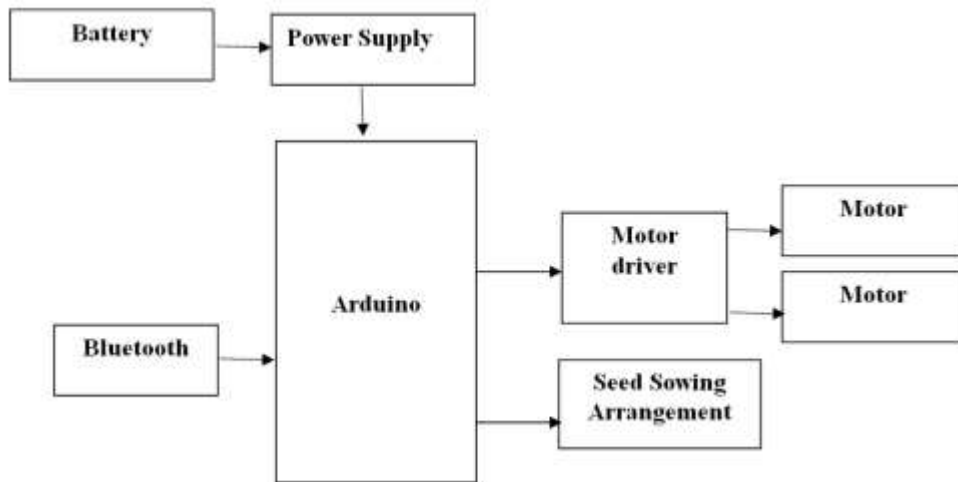 Battery
Power Supply
Motor
Motor
driver
Motor
Arduino
Bluetooth
Seed Sowing
Arrangement